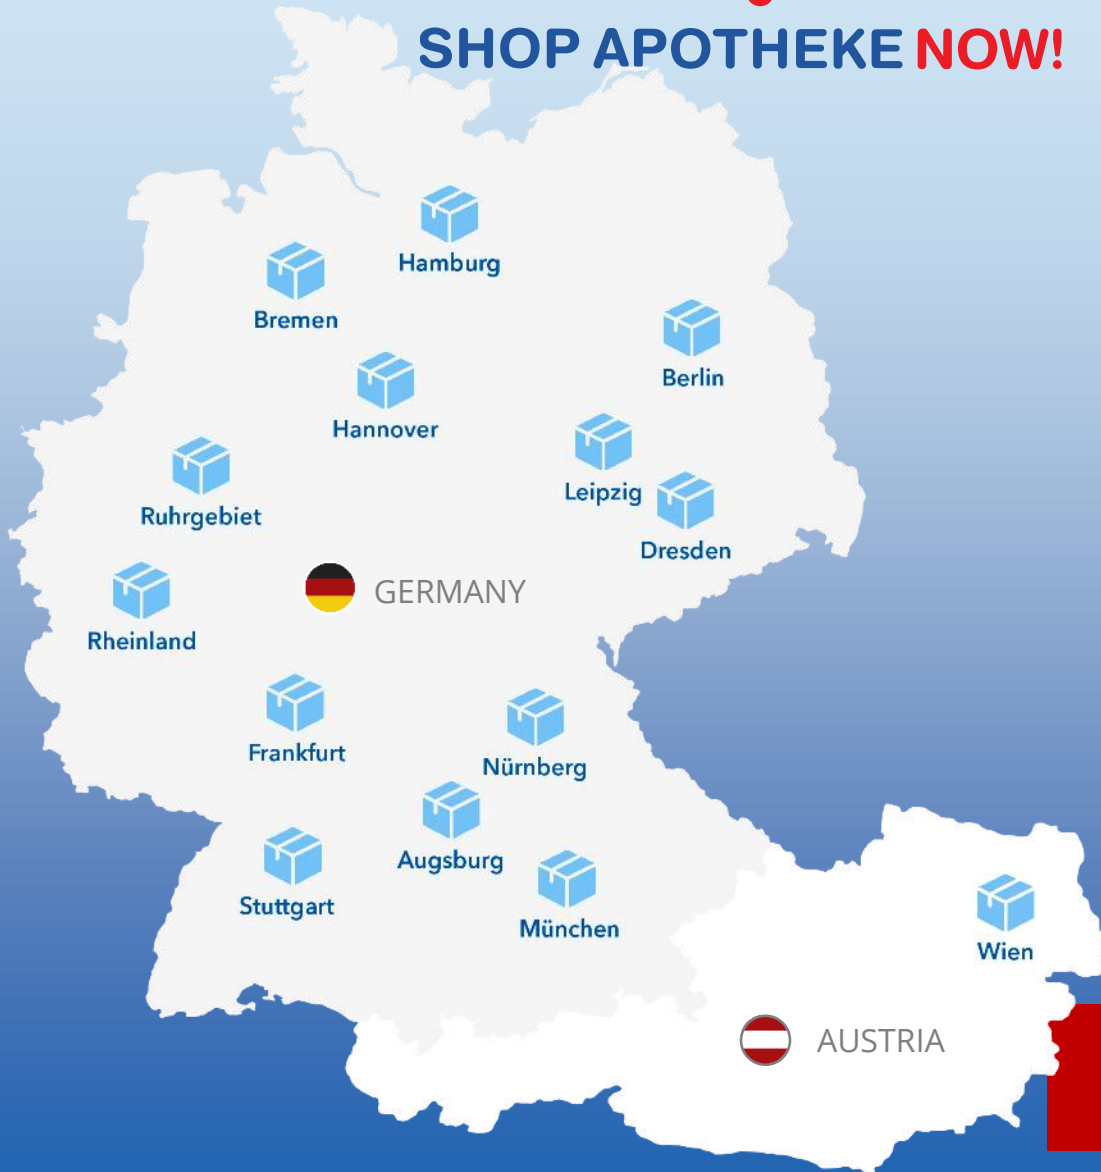 SHOP APOTHEKE NOW!
Hamburg
Bremen
Berlin
Hannover
Leipzig
Ruhrgebiet
Dresden
GERMANY
Rheinland
Frankfurt
Nürnberg
Augsburg
Stuttgart
München
Wien
AUSTRIA